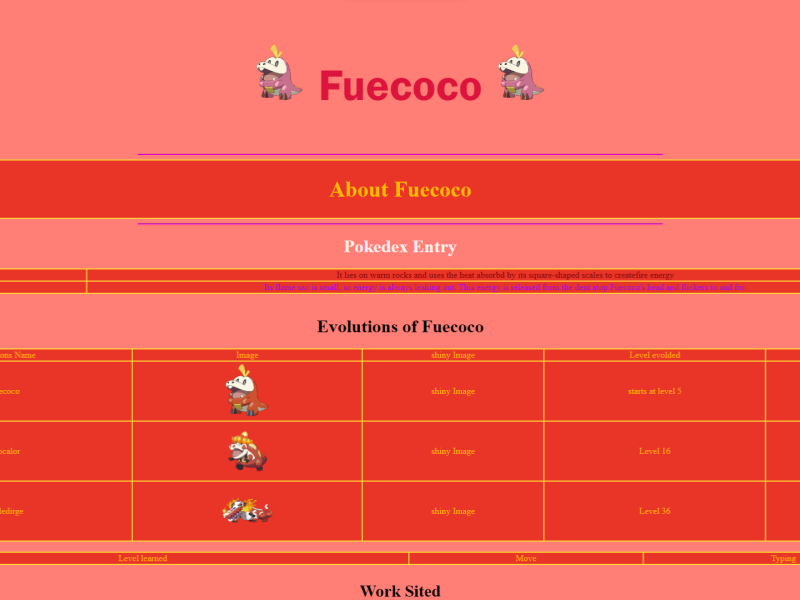 Fuecoco
About Fuecoco
Pokedex Entry
It lies on warm rocks and uses the heat absorbd by its square-shaped scales to createfire energy
Its flame sac is small, so energy is always leaking out. This energy is released from the dent atop Fuecoco's head and flickers to and fro.
Evolutions of Fuecoco
ons Name Image shiny Image Level evolded
ecoco shiny Image starts at level 5
ocalor shiny Image Level 16
ledirge shiny Image Level 36
Level learned Move Typing
Work Sited